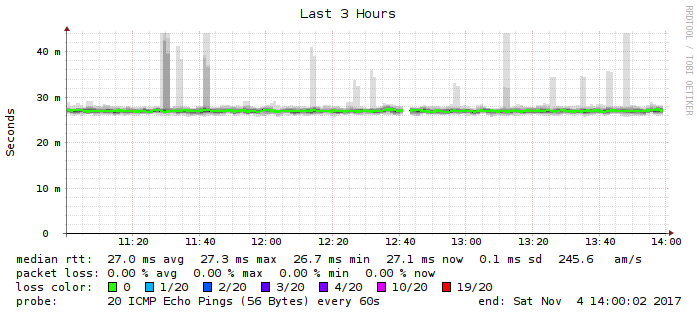 Last 3 Hours
RRDTOOL / TOBI OETIKER
Seconds
40 m
30 m
20 m
10 m
0
11:20 11:40 12:00 12:20 12:40 13:00 13:20 13:40 14:00
median rtt: 27.0 ms avg 27.3 ms max 26.7 ms min 27.1 ms now 0.1 ms sd 245.6 am/s
packet loss: 0.00 % avg 0.00 % max 0.00 % min 0.00 % now
loss color: 0 1/20 2/20 3/20 4/20 10/20 19/20
probe: 20 ICMP Echo Pings (56 Bytes) every 60s end: Sat Nov 4 14:00:02 2017